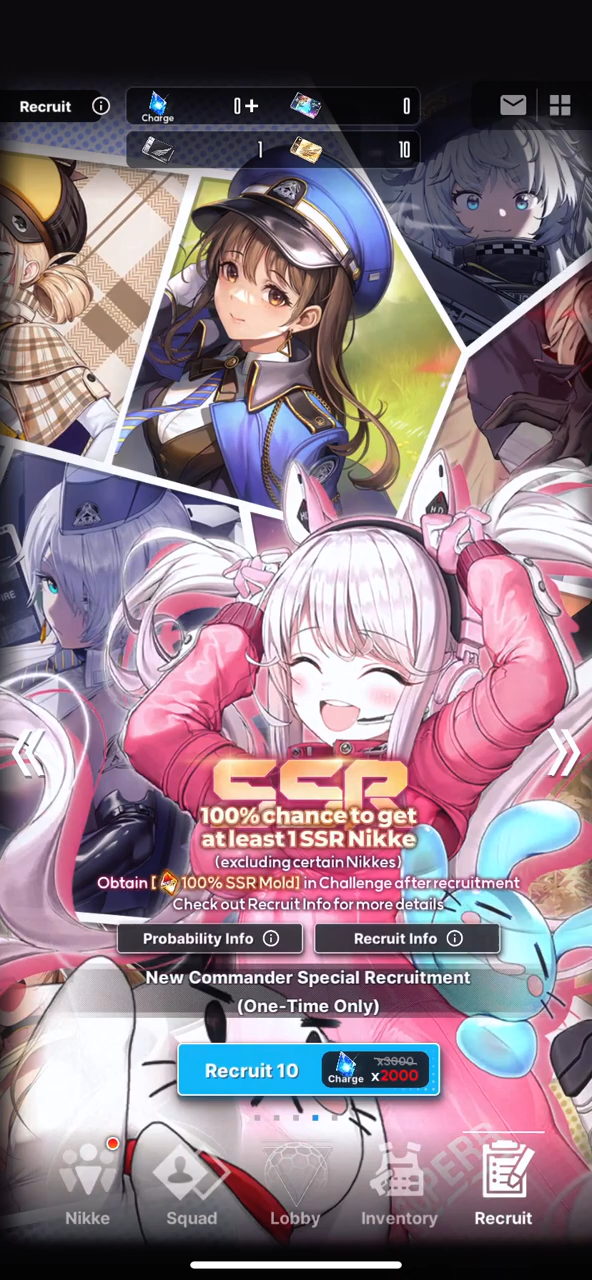 Recruit
Charge
0+
0
1
10
SSR
100% chance to get
at least 1 SSR Nikke
(excluding certain Nikkes)
Obtain [ 100% SSR Mold] in Challenge after recruitment
Check out Recruit Info for more details
Probability Info
Recruit Info
New Commander Special Recruitment
(One-Time Only)
Recruit 10
Charge
x3000
x2000
Nikke
Squad
Lobby
Inventory
Recruit